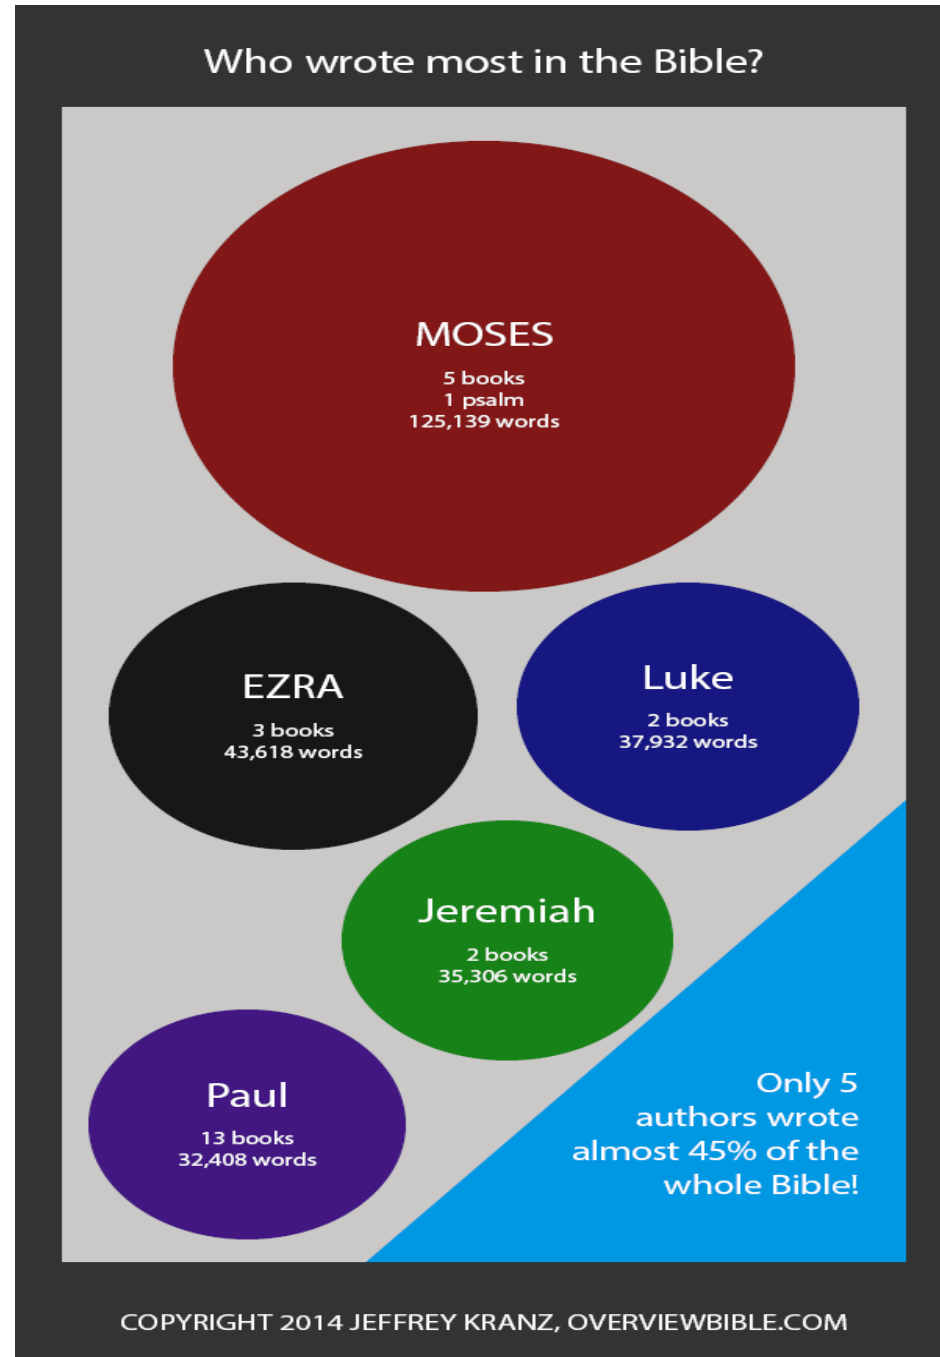 Who wrote most in the Bible?
MOSES
5 books
1 psalm
125,139 words
EZRA
3 books
43,618 words
Luke
2 books
37,932 words
Jeremiah
2 books
35,306 words
Paul
13 books
32,408 words
Only 5
authors wrote
almost 45% of the
whole Bible!
COPYRIGHT 2014 JEFFREY KRANZ, OVERVIEWBIBLE.COM